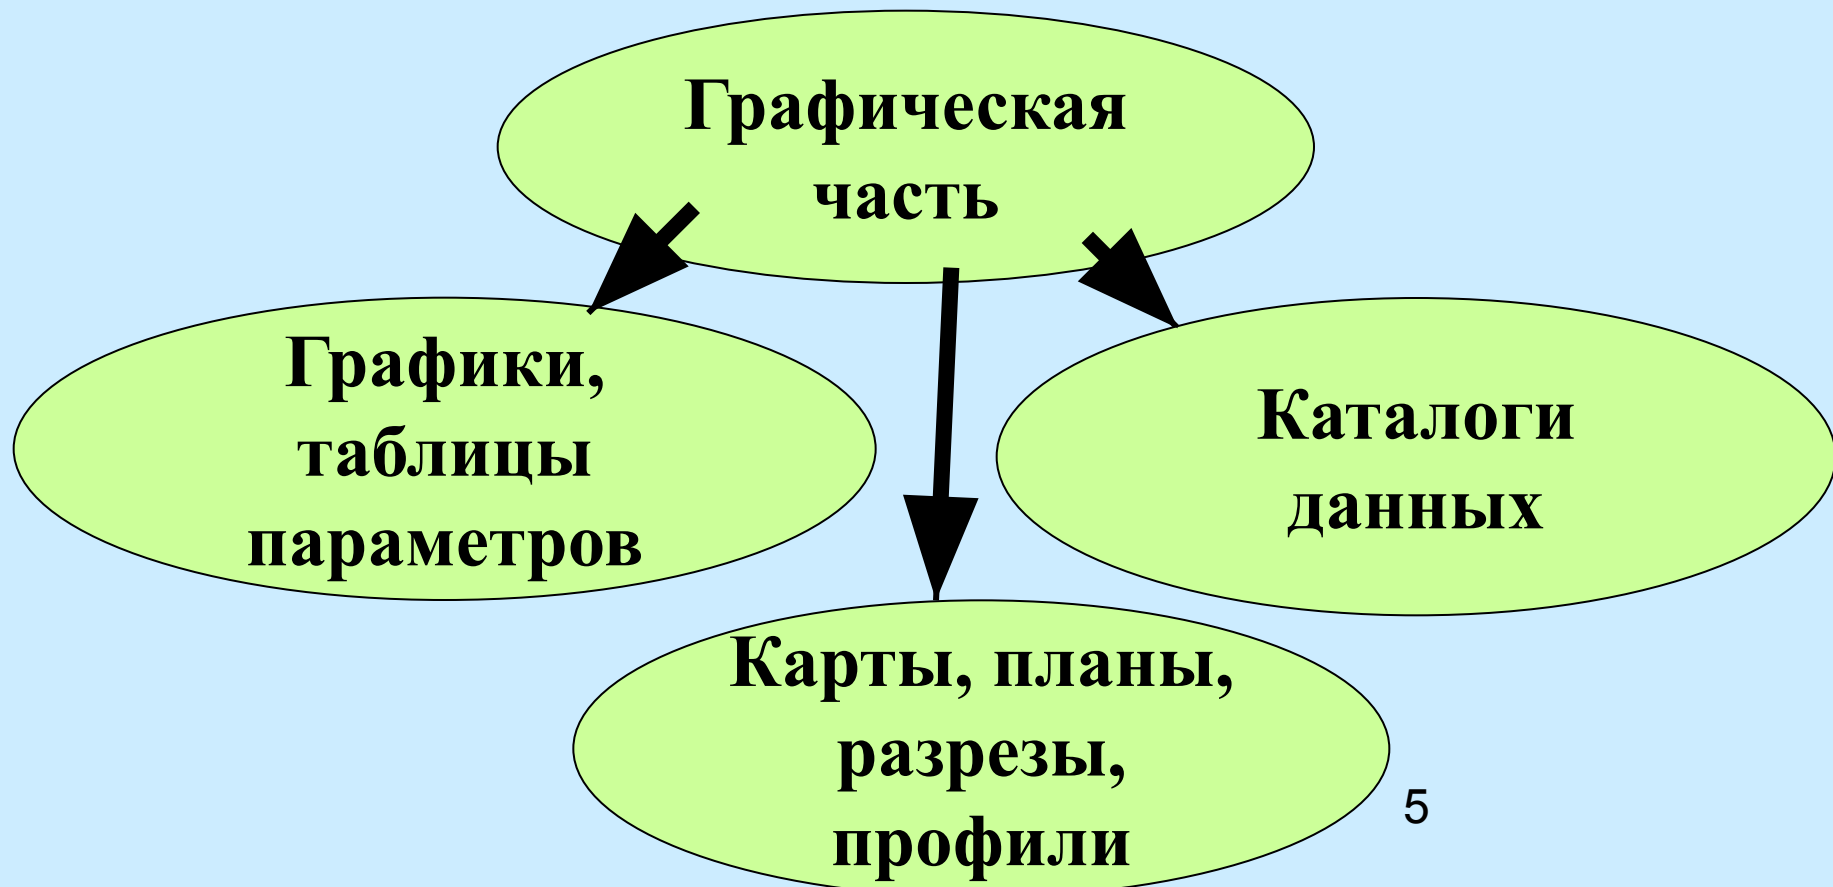 Графическая
часть
Графики,
таблицы
параметров
Каталоги
данных
Карты, планы,
разрезы,
профили
5